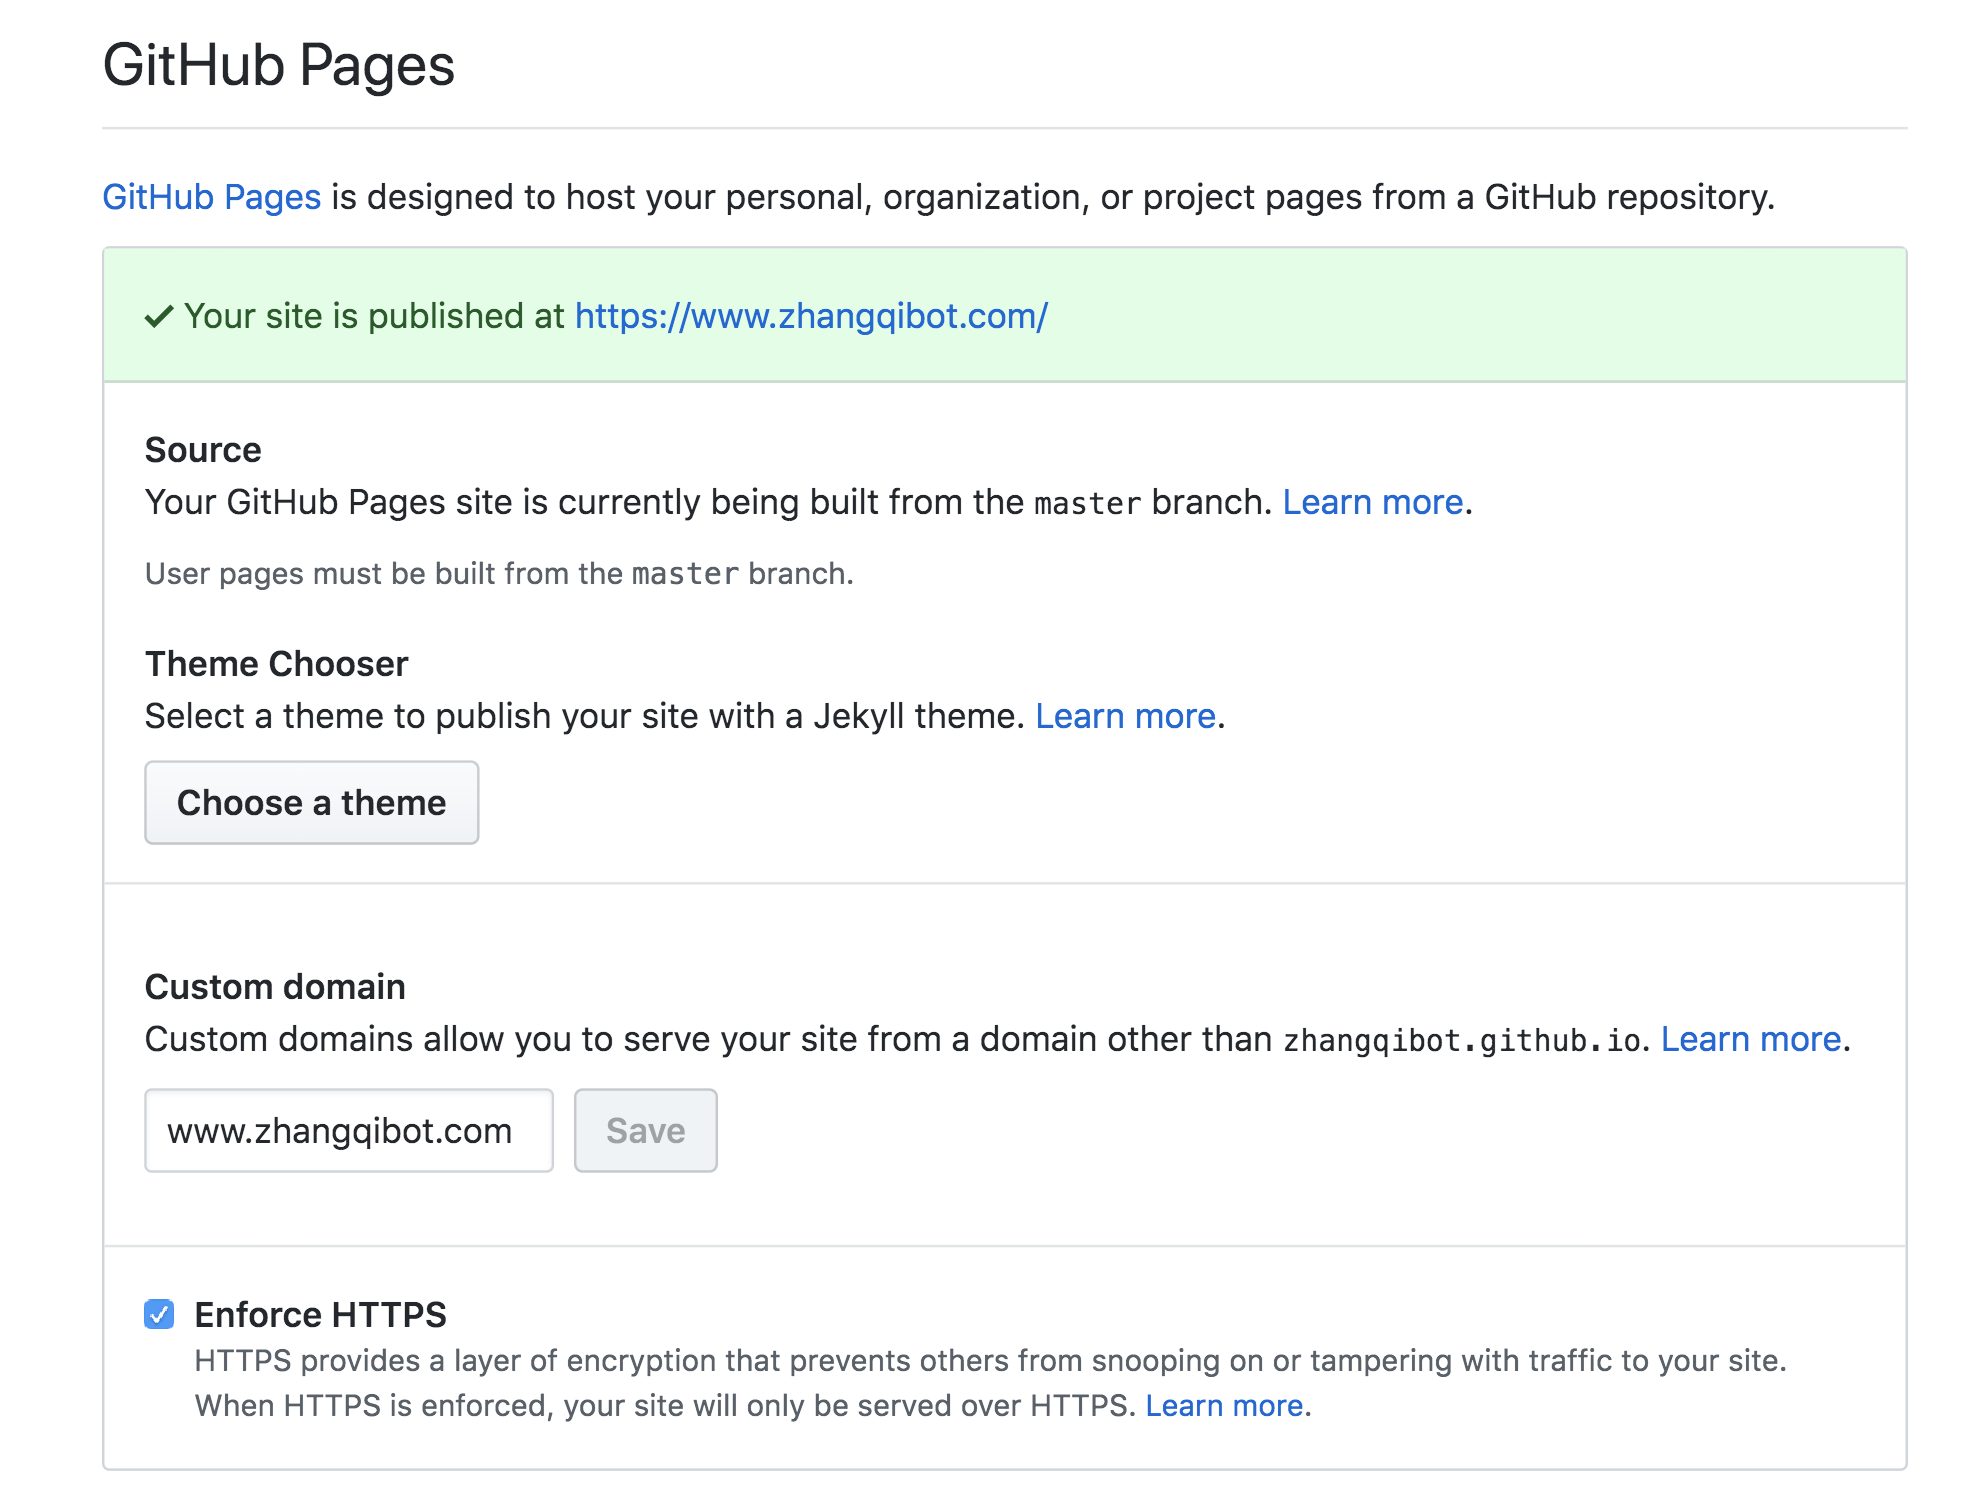 GitHub Pages
GitHub Pages is designed to host your personal, organization, or project pages from a GitHub repository.
Your site is published at https://www.zhangqibot.com/
Source
Your GitHub Pages site is currently being built from the master branch. Learn more.
User pages must be built from the master branch.
Theme Chooser
Select a theme to publish your site with a Jekyll theme. Learn more.
Choose a theme
Custom domain
Custom domains allow you to serve your site from a domain other than zhangqibot.github.io. Learn more.
www.zhangqibot.com Save
Enforce HTTPS
HTTPS provides a layer of encryption that prevents others from snooping on or tampering with traffic to your site.
When HTTPS is enforced, your site will only be served over HTTPS. Learn more.